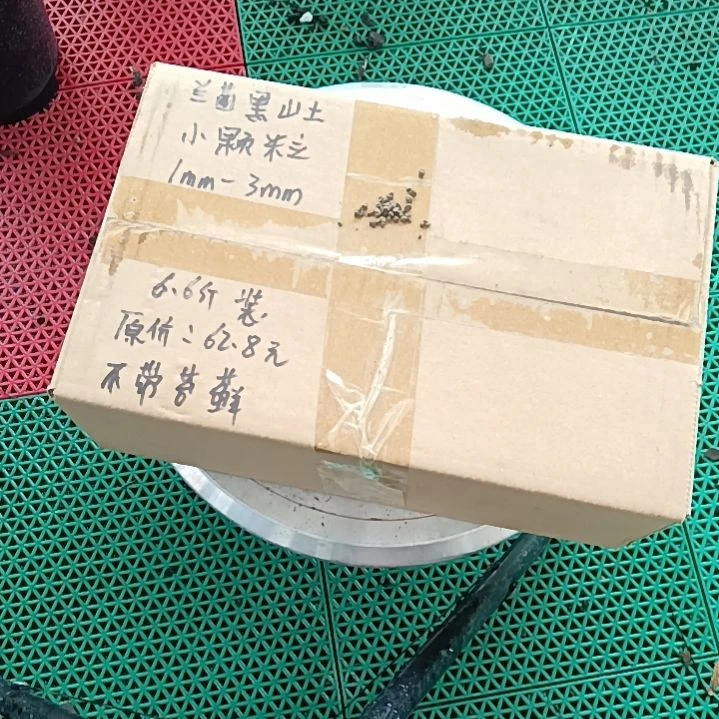 兰菌黑山土
小颗粒
1mm-3mm
6.6斤装
原价:62.8元
不带苔藓